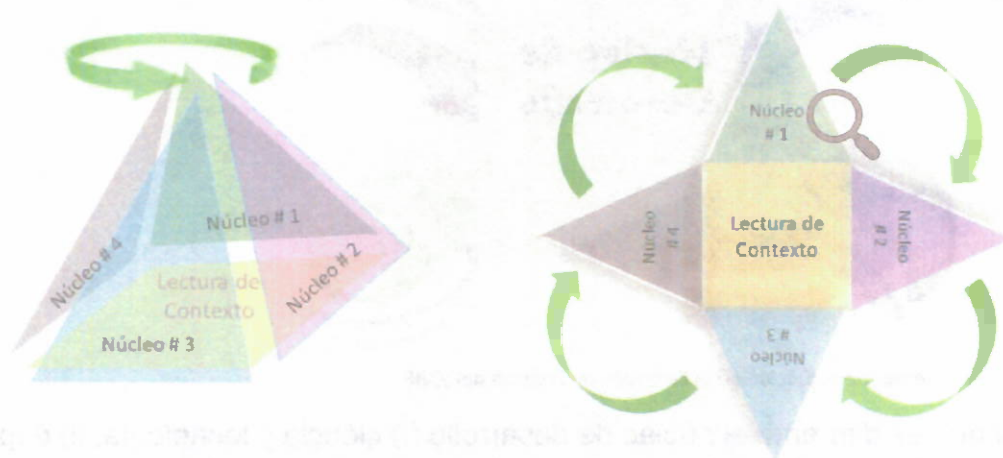 Núcleo # 1
Núcleo # 4
Núcleo # 2
Lectura de
Contexto
Núcleo # 3
Núcleo
# 1
Núcleo
# 4
Lectura de
Contexto
Núcleo
# 2
Núcleo
# 3